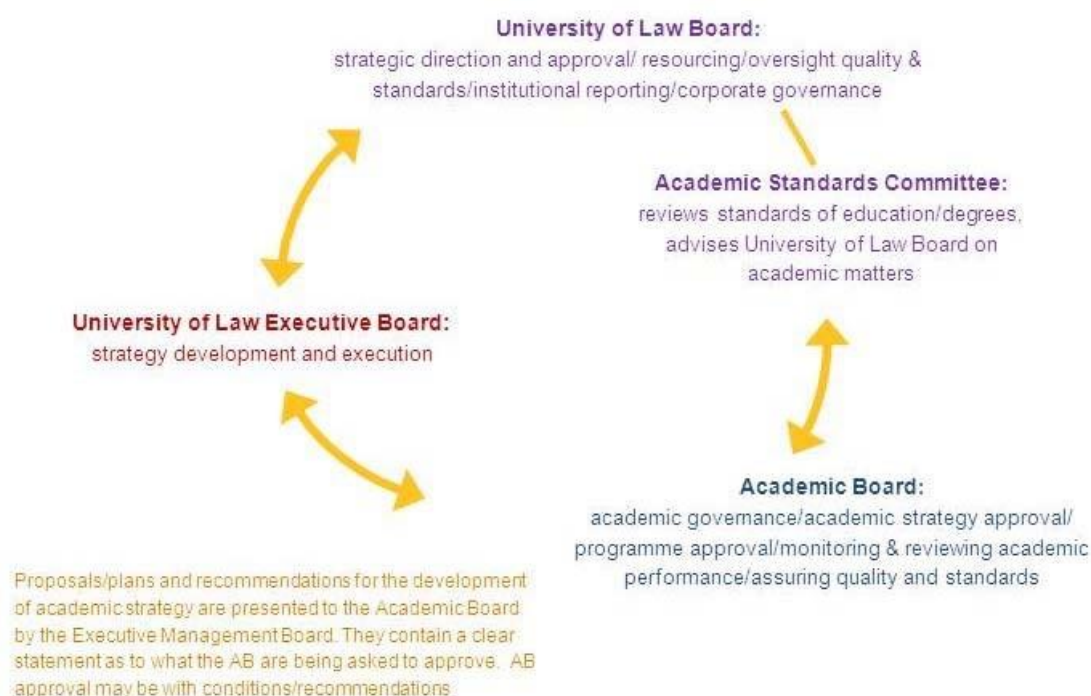 University of Law Board:
strategic direction and approval/ resourcing/oversight quality &
standards/institutional reporting/corporate governance
Academic Standards Committee:
reviews standards of education/degrees,
advises University of Law Board on
academic matters
University of Law Executive Board:
strategy development and execution
Academic Board:
academic governance/academic strategy approval/
programme approval/monitoring & reviewing academic
performance/assuring quality and standards
Proposals/plans and recommendations for the development
of academic strategy are presented to the Academic Board
by the Executive Management Board. They contain a clear
statement as to what the AB are being asked to approve. AB
approval may be with conditions/recommendations